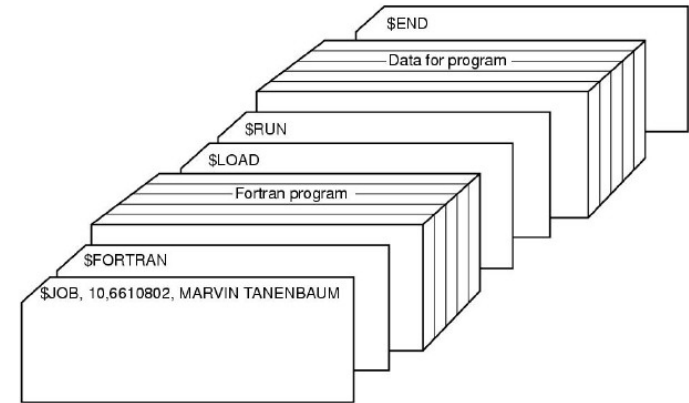 $END
Data for program
$RUN
$LOAD
Fortran program
$FORTRAN
$JOB, 10,6610802, MARVIN TANENBAUM